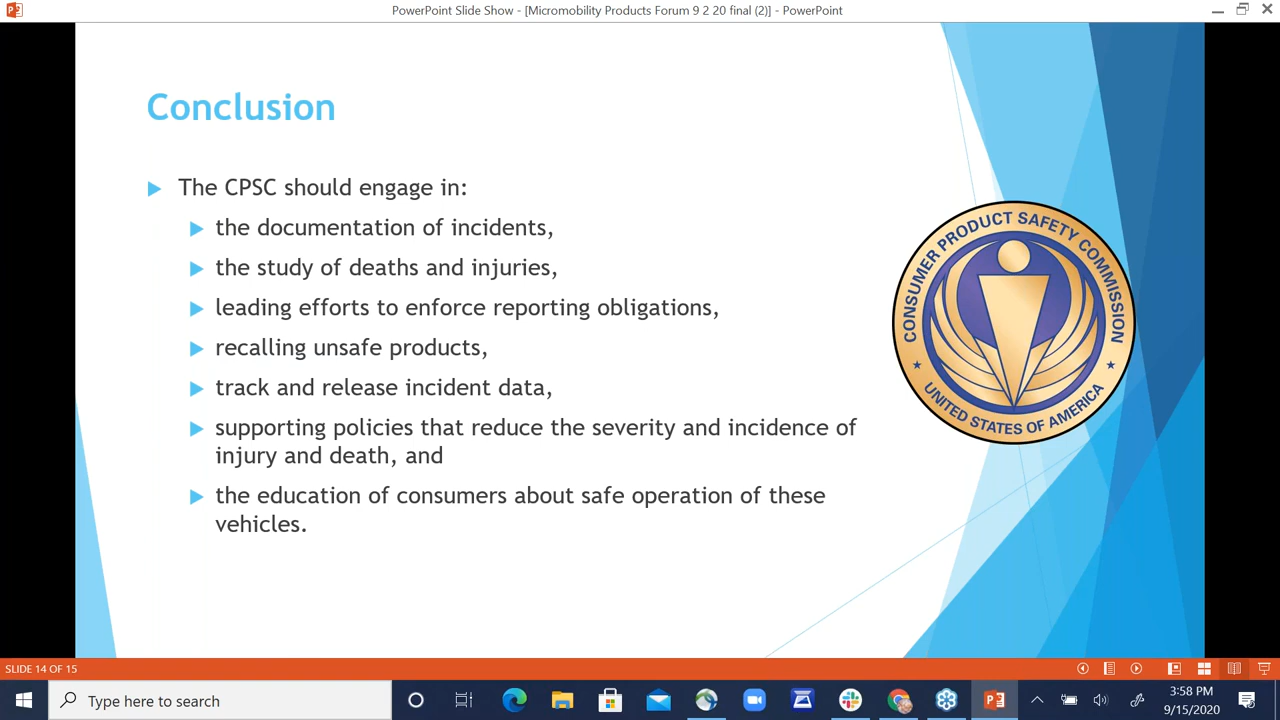 PowerPoint Slide Show - [Micromobility Products Forum 9 2 20 final (2)] - PowerPoint
Conclusion
The CPSC should engage in:
the documentation of incidents,
the study of deaths and injuries,
leading efforts to enforce reporting obligations,
recalling unsafe products,
track and release incident data,
supporting policies that reduce the severity and incidence of
injury and death, and
the education of consumers about safe operation of these
vehicles.
CONSUMER PRODUCT SAFETY COMMISSION
UNITED STATES OF AMERICA
SLIDE 14 OF 15
Type here to search
3:58 PM
9/15/2020